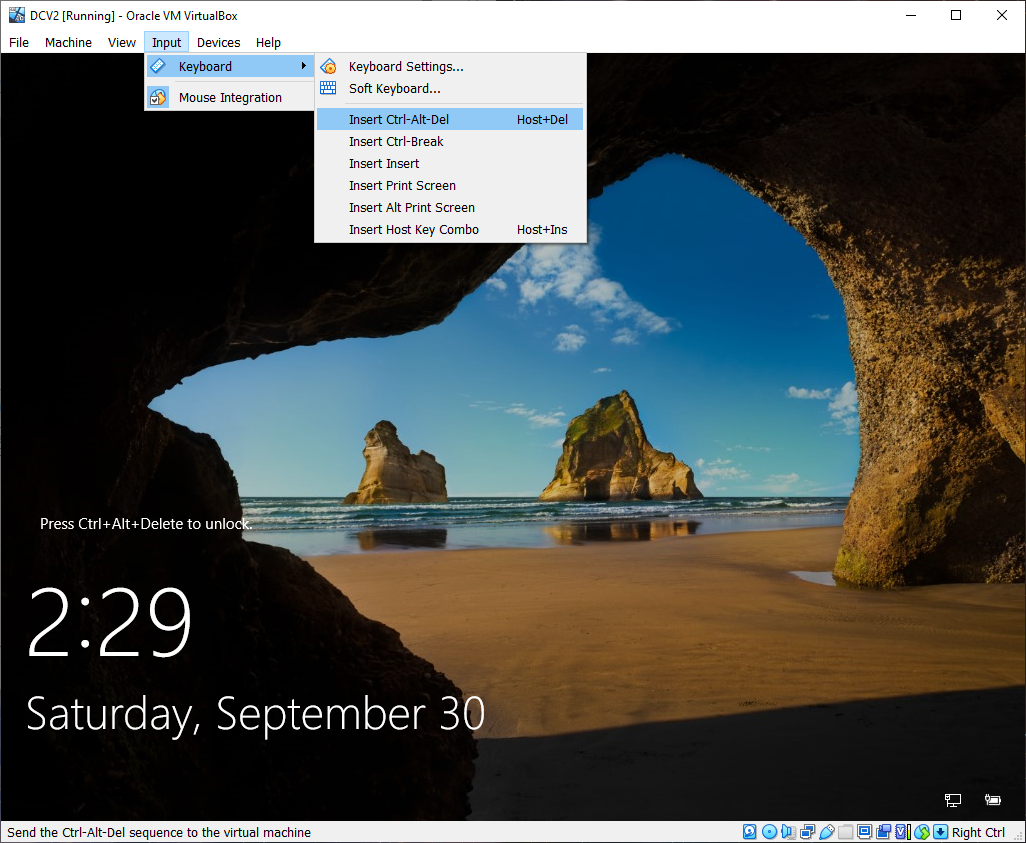 DCV2 [Running] - Oracle VM VirtualBox
File Machine View Input Devices Help
Keyboard
Mouse Integration
Keyboard Settings...
Soft Keyboard...
Insert Ctrl-Alt-Del Host+Del
Insert Ctrl-Break
Insert Insert
Insert Print Screen
Insert Alt Print Screen
Insert Host Key Combo Host+Ins
Press Ctrl+Alt+Delete to unlock.
2:29
Saturday, September 30
Send the Ctrl-Alt-Del sequence to the virtual machine
Right Ctrl